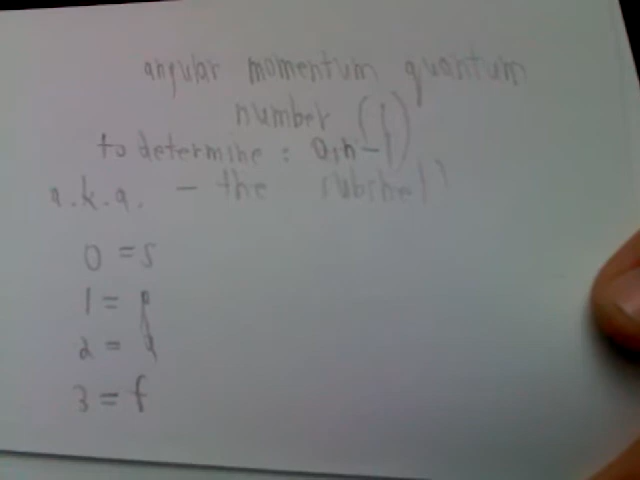 angular momentum quantum
number (l)
to determine : 0,n-1
a.k.a. - the subshell
0 = s
1 = p
2 = d
3 = f